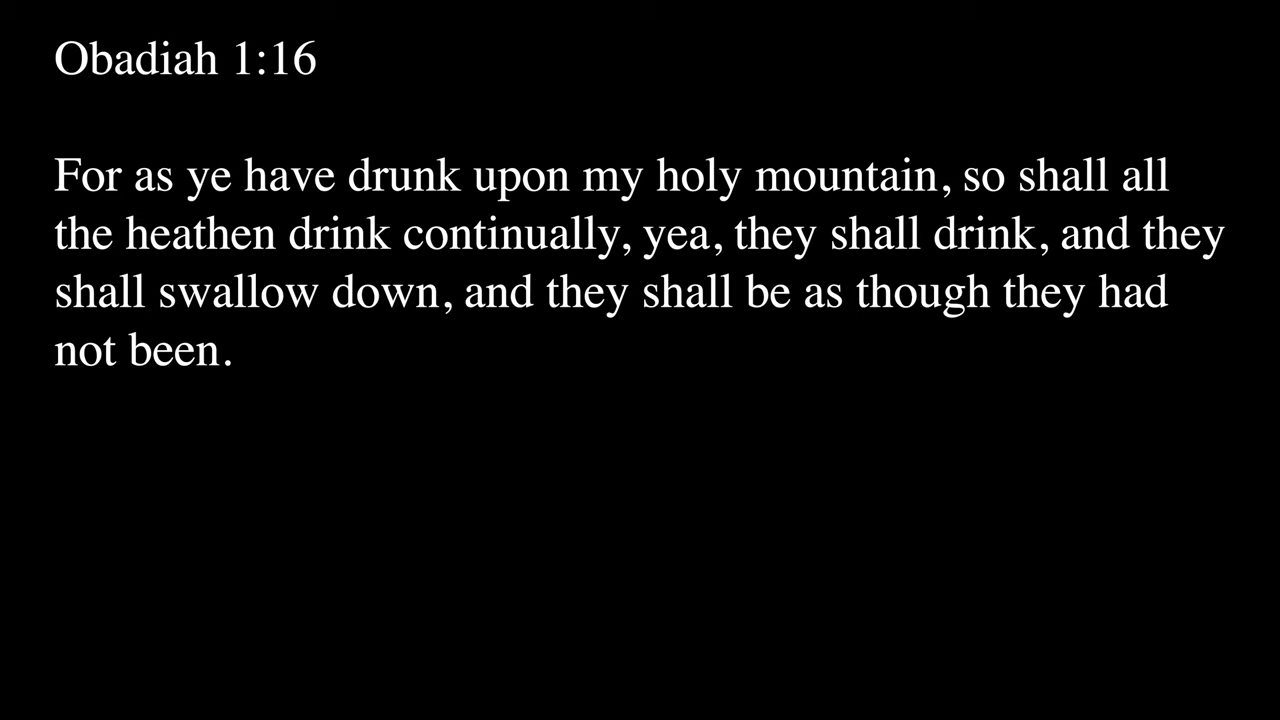 Obadiah 1:16
For as ye have drunk upon my holy mountain, so shall all
the heathen drink continually, yea, they shall drink, and they
shall swallow down, and they shall be as though they had
not been.